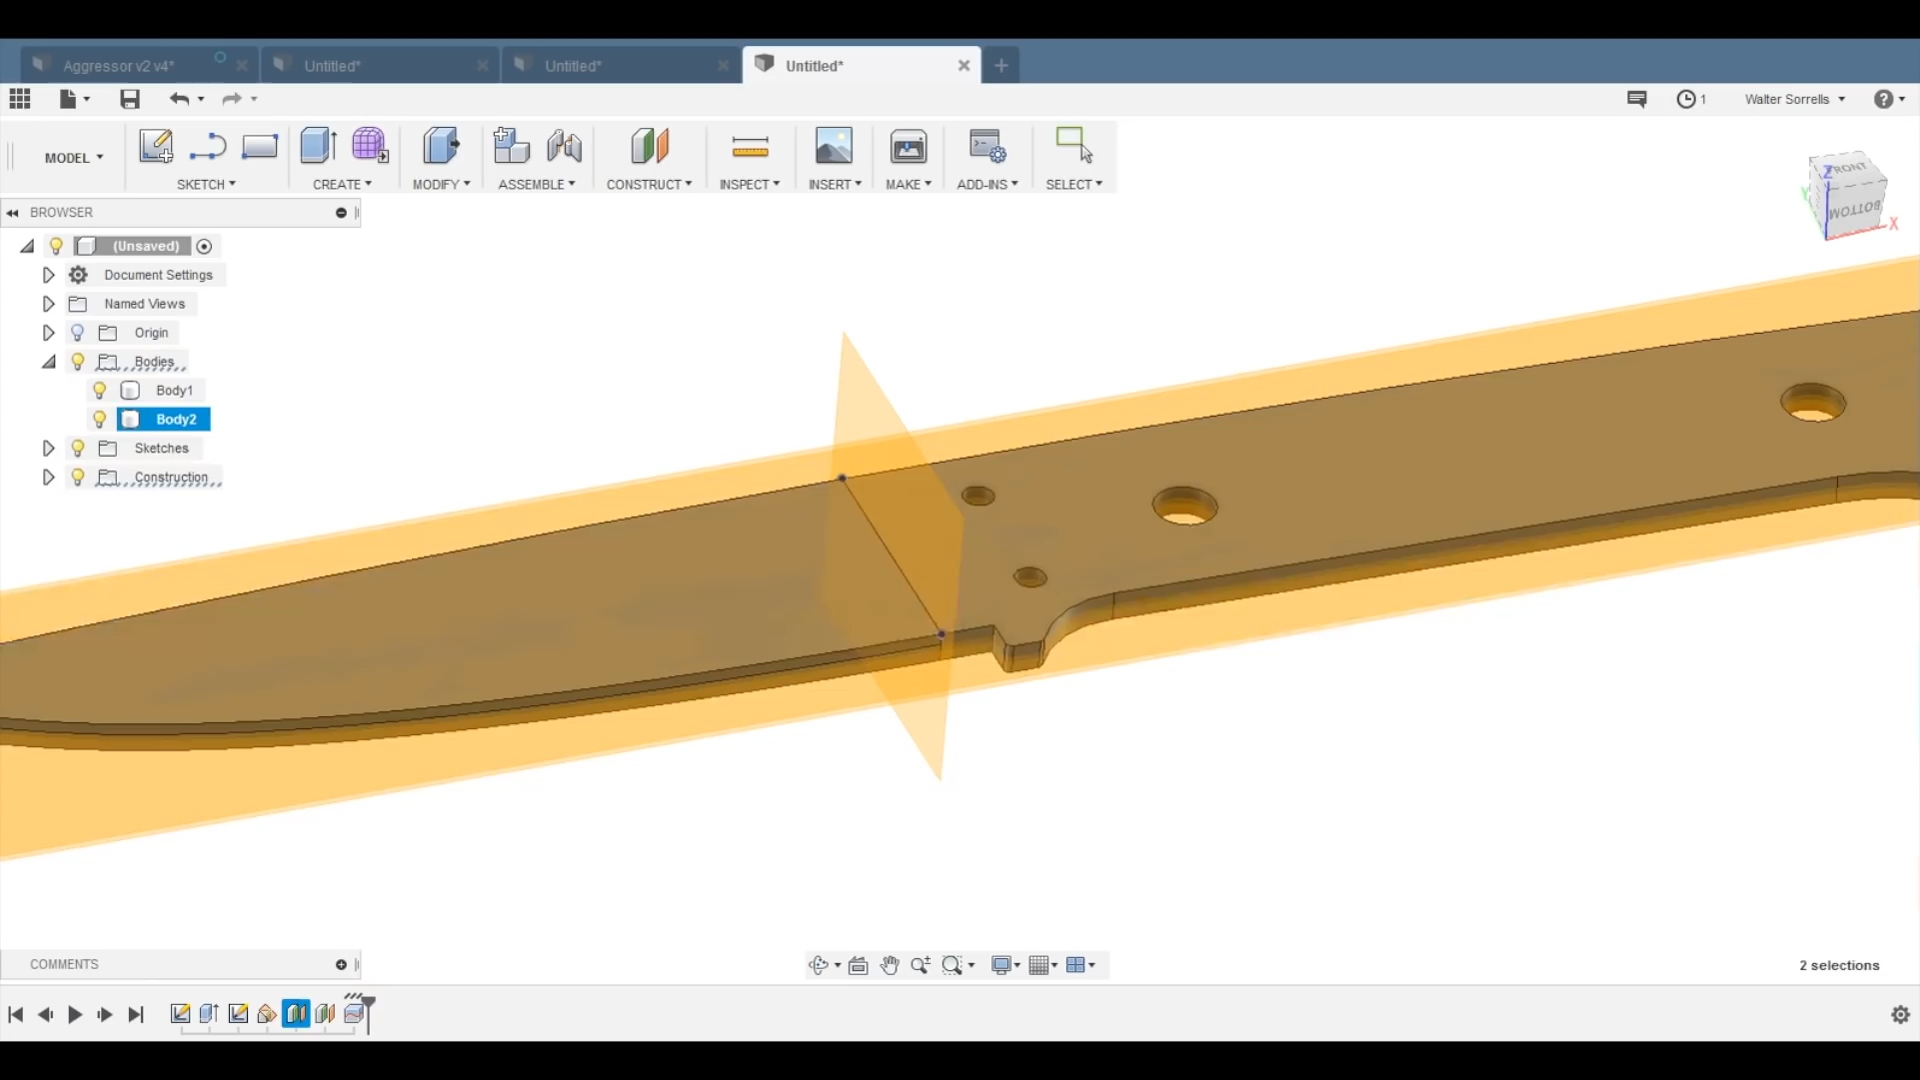 Aggressor v2 v4*
Untitled*
Untitled*
Untitled*
1
Walter Sorrells
MODEL
SKETCH
CREATE
MODIFY
ASSEMBLE
CONSTRUCT
INSPECT
INSERT
MAKE
ADD-INS
SELECT
FRONT
BOTTOM
Z
Y
X
BROWSER
(Unsaved)
Document Settings
Named Views
Origin
Bodies
Body1
Body2
Sketches
Construction
COMMENTS
2 selections